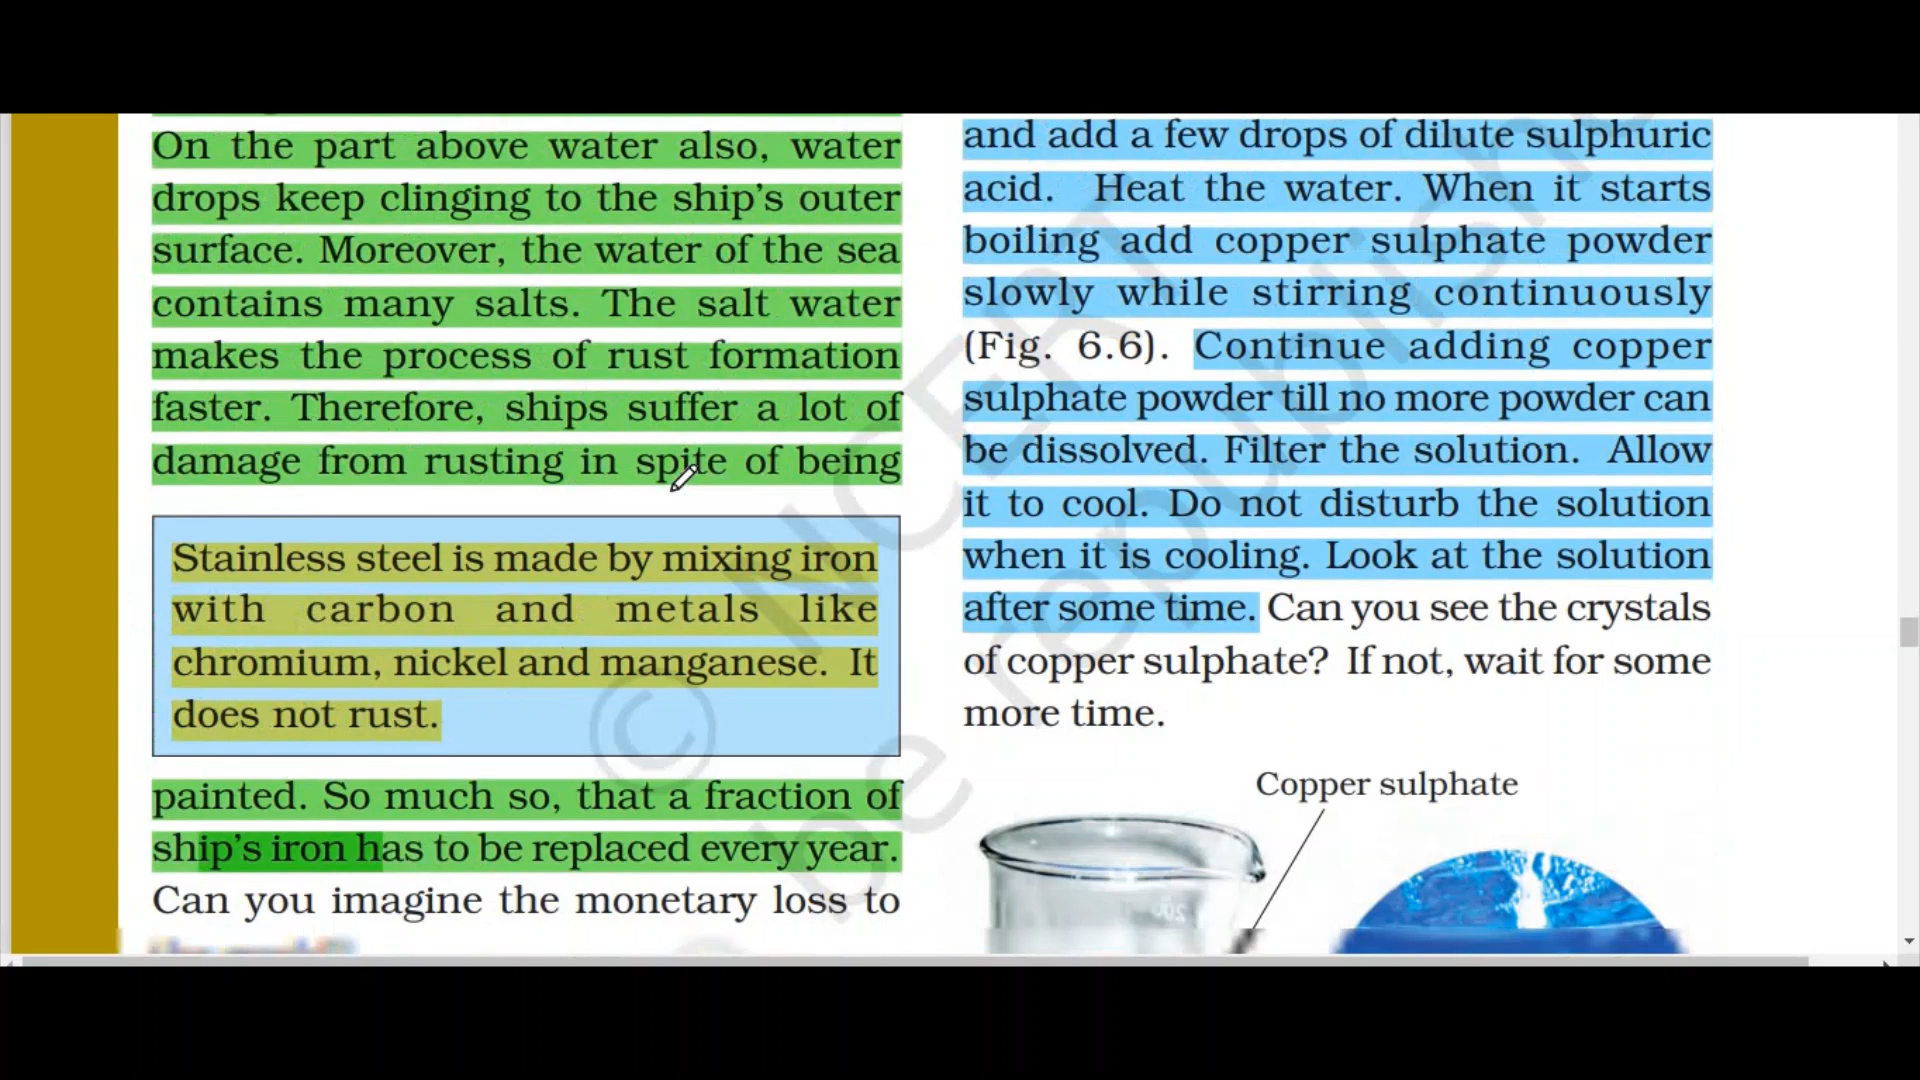 On the part above water also, water
drops keep clinging to the ship's outer
surface. Moreover, the water of the sea
contains many salts. The salt water
makes the process of rust formation
faster. Therefore, ships suffer a lot of
damage from rusting in spite of being
Stainless steel is made by mixing iron
with carbon and metals like
chromium, nickel and manganese. It
does not rust.
painted. So much so, that a fraction of
ship's iron has to be replaced every year.
Can you imagine the monetary loss to
and add a few drops of dilute sulphuric
acid. Heat the water. When it starts
boiling add copper sulphate powder
slowly while stirring continuously
(Fig. 6.6). Continue adding copper
sulphate powder till no more powder can
be dissolved. Filter the solution. Allow
it to cool. Do not disturb the solution
when it is cooling. Look at the solution
after some time. Can you see the crystals
of copper sulphate? If not, wait for some
more time.
Copper sulphate
© NCERT
be republishe